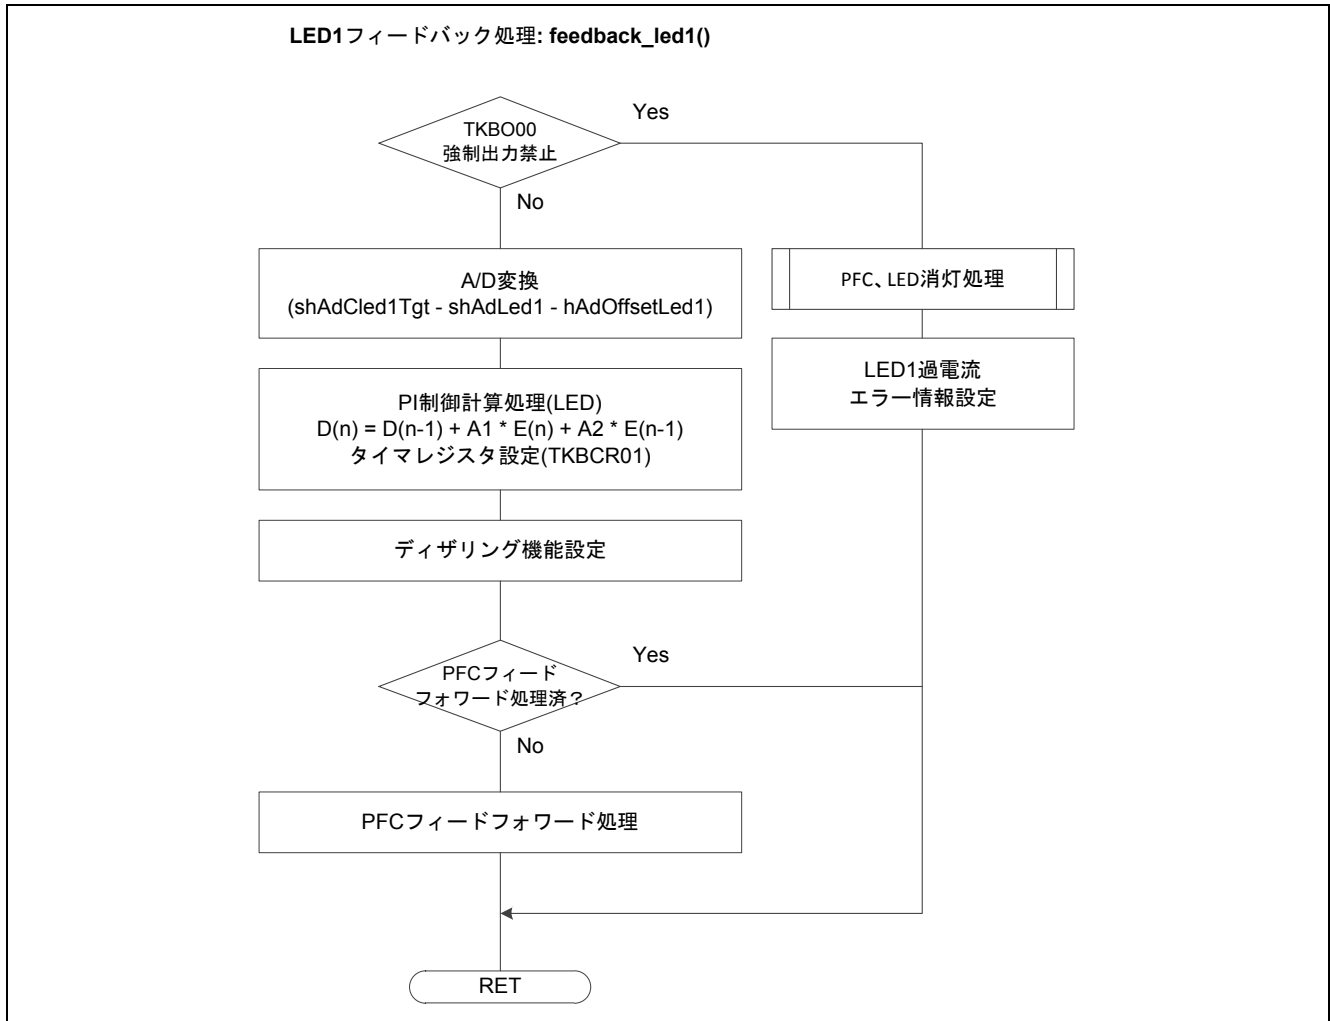 LED1フィードバック処理: feedback_led1()
TKBO00
強制出力禁止
Yes
No
A/D変換
(shAdCled1Tgt - shAdLed1 - hAdOffsetLed1)
PFC、LED消灯処理
LED1過電流
エラー情報設定
PI制御計算処理(LED)
D(n) = D(n-1) + A1 * E(n) + A2 * E(n-1)
タイマレジスタ設定(TKBCR01)
ディザリング機能設定
PFCフィード
フォワード処理済？
Yes
No
PFCフィードフォワード処理
RET